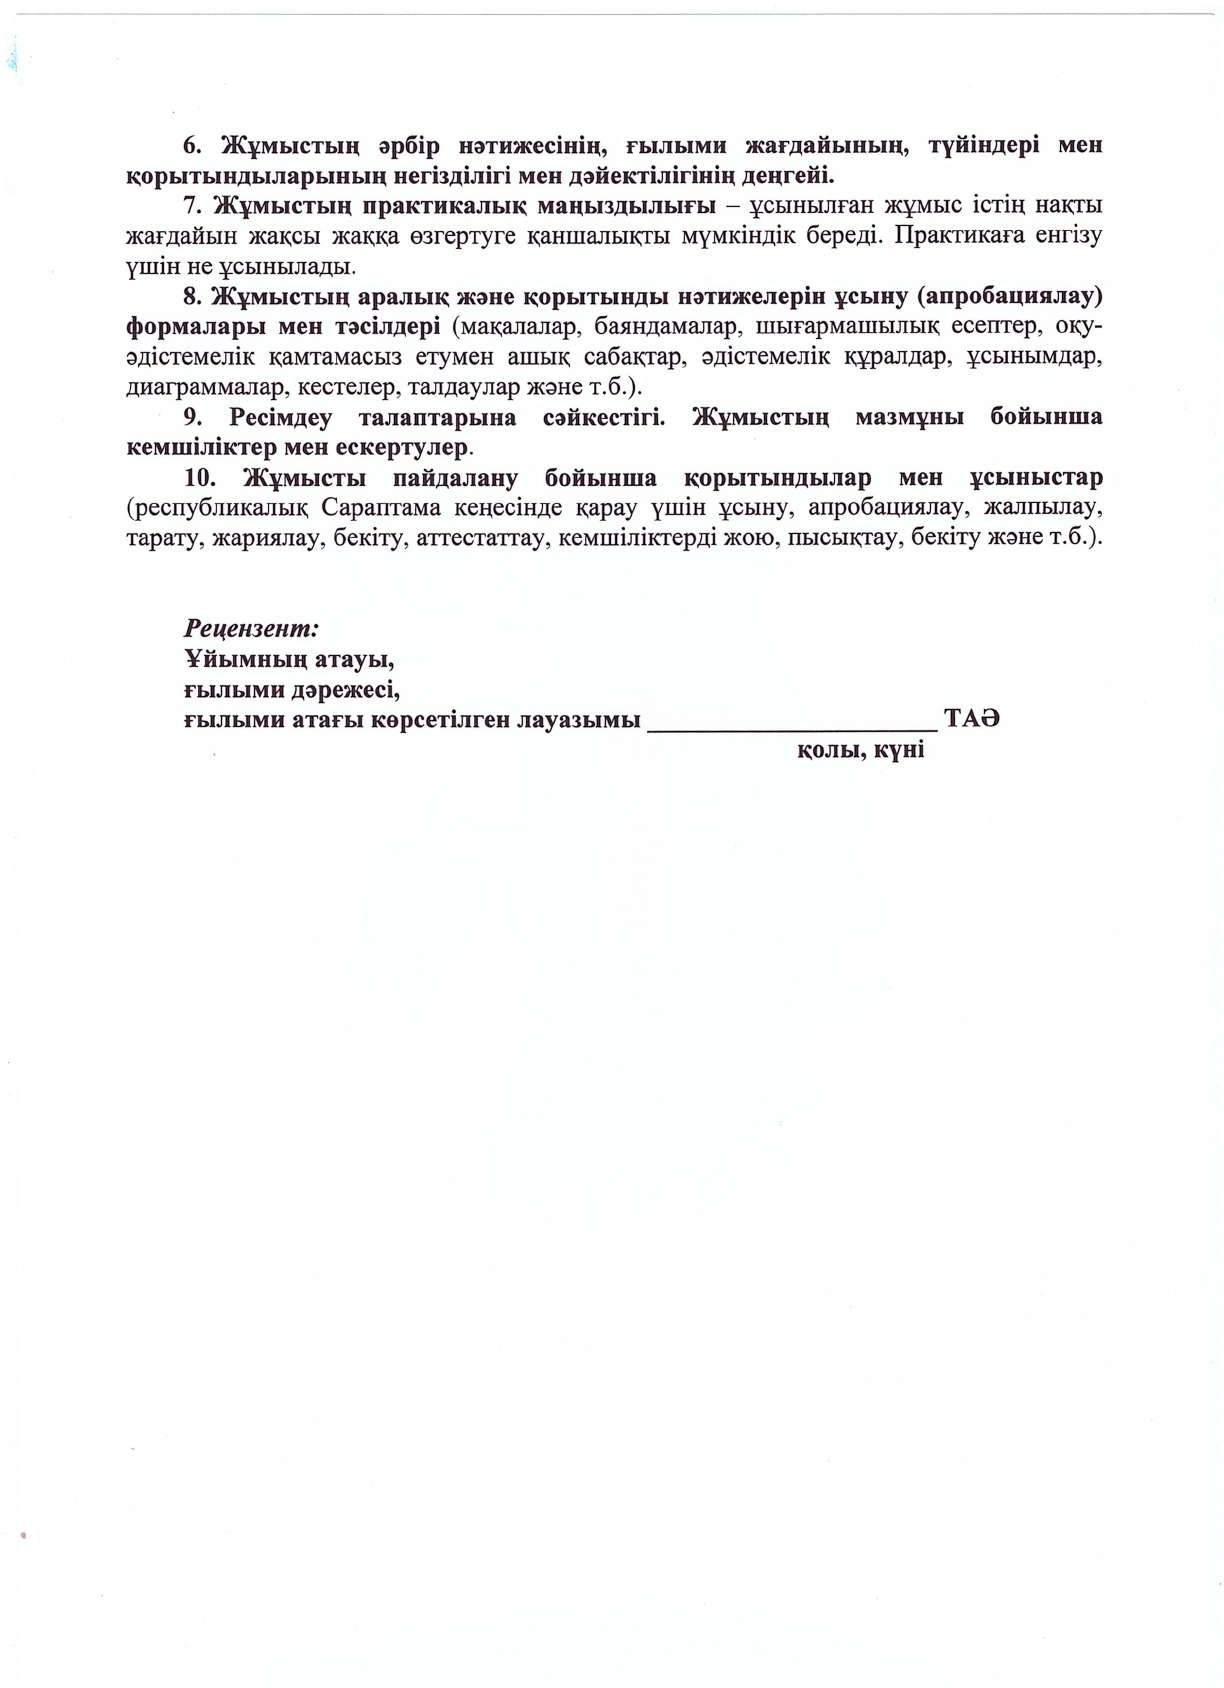 6. Жұмыстың әрбір нәтижесінің, ғылыми жағдайының, түйіндері мен
қорытындыларының негізділігі мен дәйектілігінің деңгейі.
7. Жұмыстың практикалық маңыздылығы – ұсынылған жұмыс істің нақты
жағдайын жақсы жаққа өзгертуге қаншалықты мүмкіндік береді. Практикаға енгізу
үшін не ұсынылады.
8. Жұмыстың аралық және қорытынды нәтижелерін ұсыну (апробациялау)
формалары мен тәсілдері (мақалалар, баяндамалар, шығармашылық есептер, оқу-
әдістемелік қамтамасыз етумен ашық сабақтар, әдістемелік құралдар, ұсынымдар,
диаграммалар, кестелер, талдаулар және т.б.).
9. Ресімдеу талаптарына сәйкестігі. Жұмыстың мазмұны бойынша
кемшіліктер мен ескертулер.
10. Жұмысты пайдалану бойынша қорытындылар мен ұсыныстар
(республикалық Сараптама кеңесінде қарау үшін ұсыну, апробациялау, жалпылау,
тарату, жариялау, бекіту, аттестаттау, кемшіліктерді жою, пысықтау, бекіту және т.б.).
Рецензент:
Ұйымның атауы,
ғылыми дәрежесі,
ғылыми атағы көрсетілген лауазымы ______________________ ТАӘ
қолы, күні